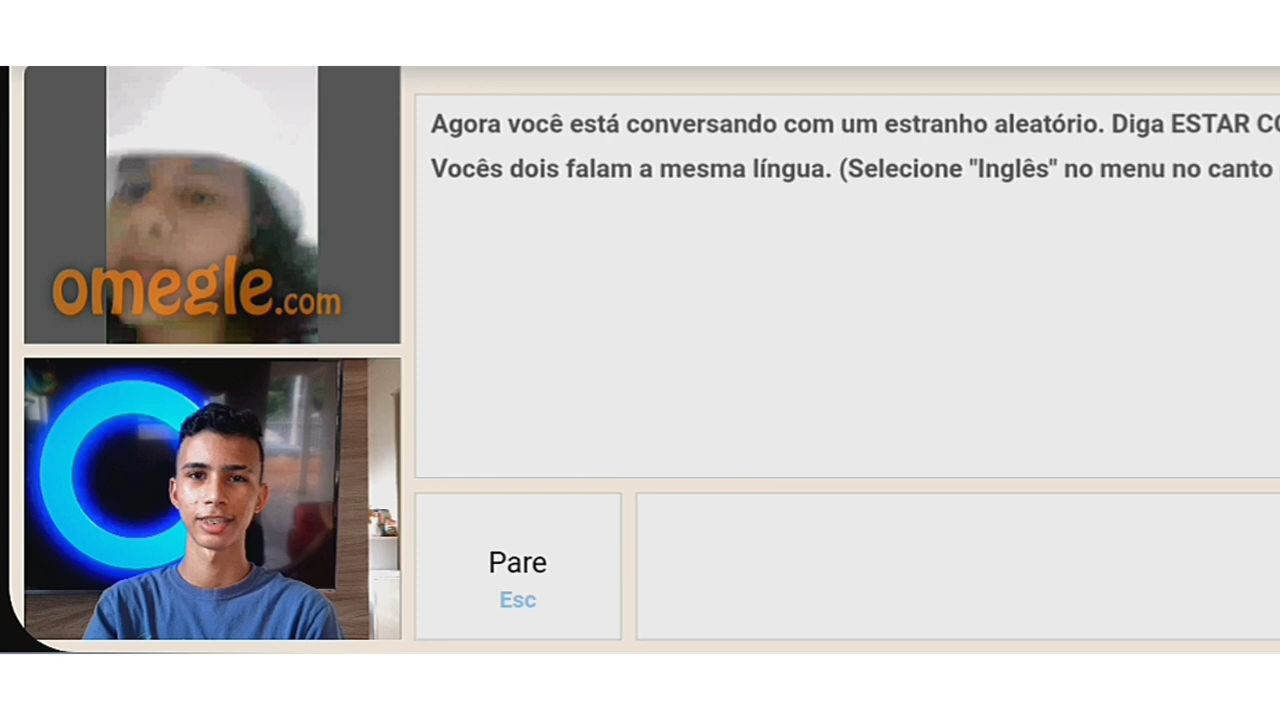 omegle.com
Agora você está conversando com um estranho aleatório. Diga ESTAR
Vocês dois falam a mesma língua. (Selecione "Inglês" no menu no canto
Pare
Esc